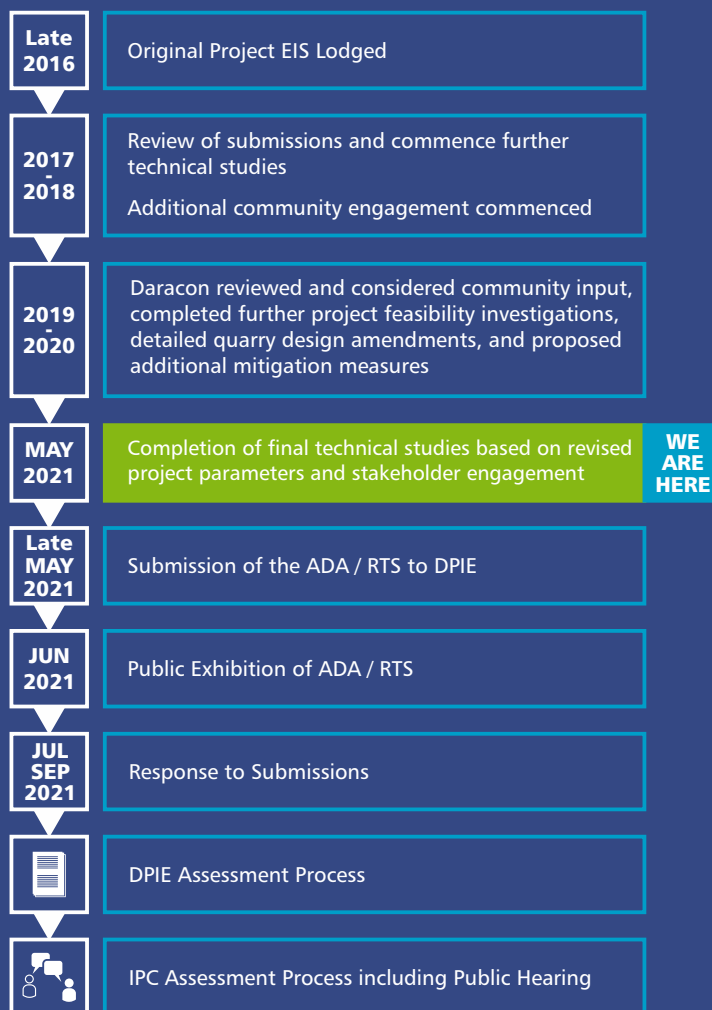 Late
2016
Original Project EIS Lodged
2017
-
2018
Review of submissions and commence further
technical studies
Additional community engagement commenced
2019
-
2020
Daracon reviewed and considered community input,
completed further project feasibility investigations,
detailed quarry design amendments, and proposed
additional mitigation measures
MAY
2021
Completion of final technical studies based on revised
project parameters and stakeholder engagement
WE
ARE
HERE
Late
MAY
2021
Submission of the ADA / RTS to DPIE
JUN
2021
Public Exhibition of ADA / RTS
JUL
SEP
2021
Response to Submissions
DPIE Assessment Process
IPC Assessment Process including Public Hearing